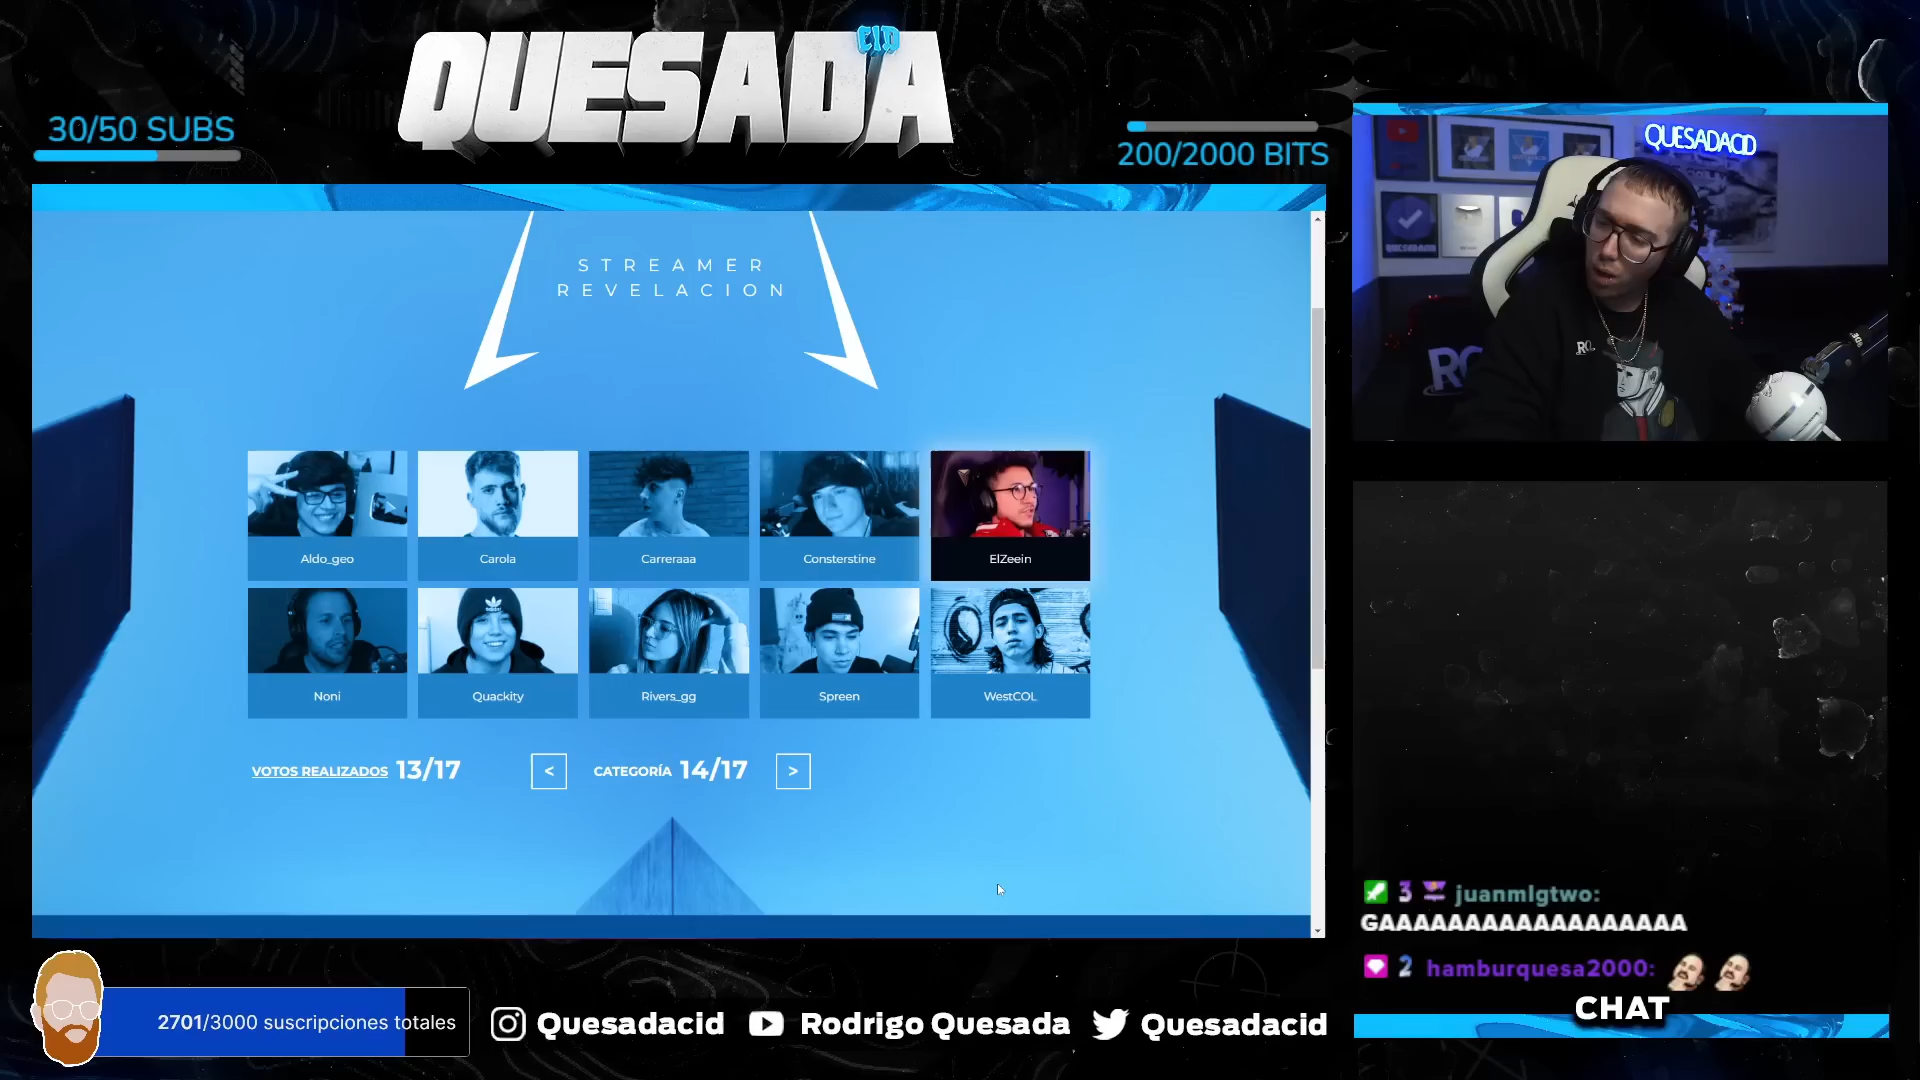 QUESADA
CID
30/50 SUBS
200/2000 BITS
QUESADACID
STREAMER
REVELACION
Aldo_geo
Carola
Carreraaa
Consterstine
ElZeein
Noni
Quackity
Rivers_gg
Spreen
WestCOL
VOTOS REALIZADOS 13/17
<
CATEGORÍA 14/17
>
3 juanmlgtwo:
GAAAAAAAAAAAAAAAAAA
2 hamburquesa2000:
CHAT
2701/3000 suscripciones totales
Quesadacid
Rodrigo Quesada
Quesadacid